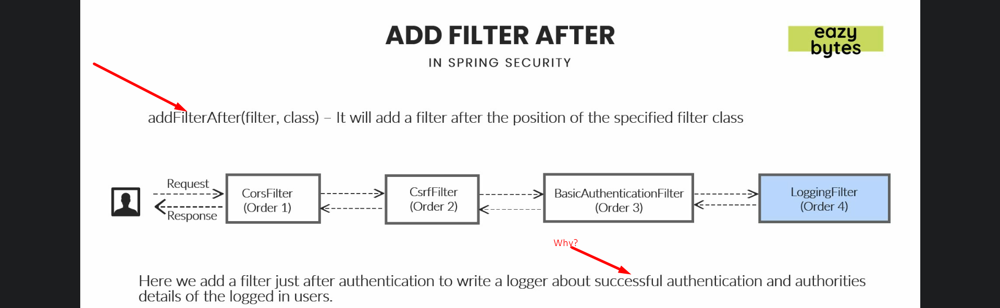 ADD FILTER AFTER
eazy
bytes
IN SPRING SECURITY
addFilterAfter(filter, class) – It will add a filter after the position of the specified filter class
Request
Response
CorsFilter
(Order 1)
CsrfFilter
(Order 2)
BasicAuthenticationFilter
(Order 3)
LoggingFilter
(Order 4)
Why?
Here we add a filter just after authentication to write a logger about successful authentication and authorities
details of the logged in users.